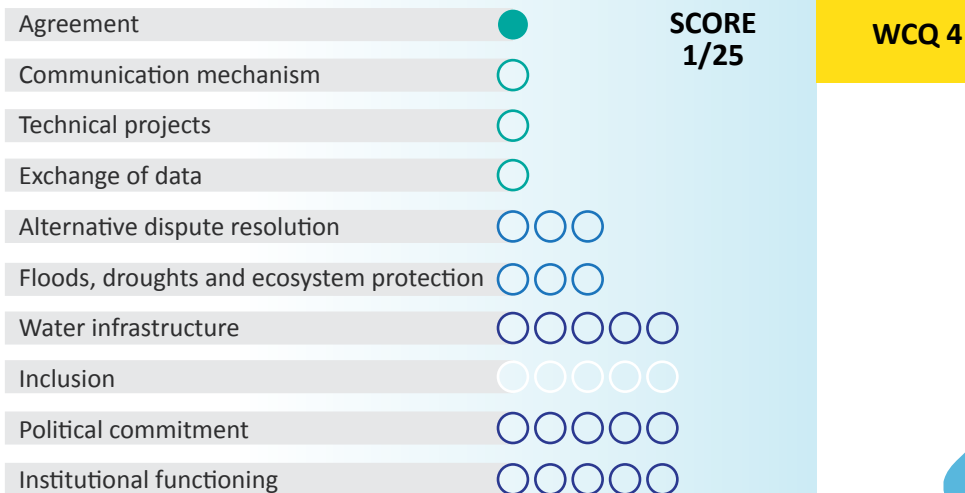 Agreement
SCORE
1/25
WCQ 4
Communication mechanism
Technical projects
Exchange of data
Alternative dispute resolution
Floods, droughts and ecosystem protection
Water infrastructure
Inclusion
Political commitment
Institutional functioning